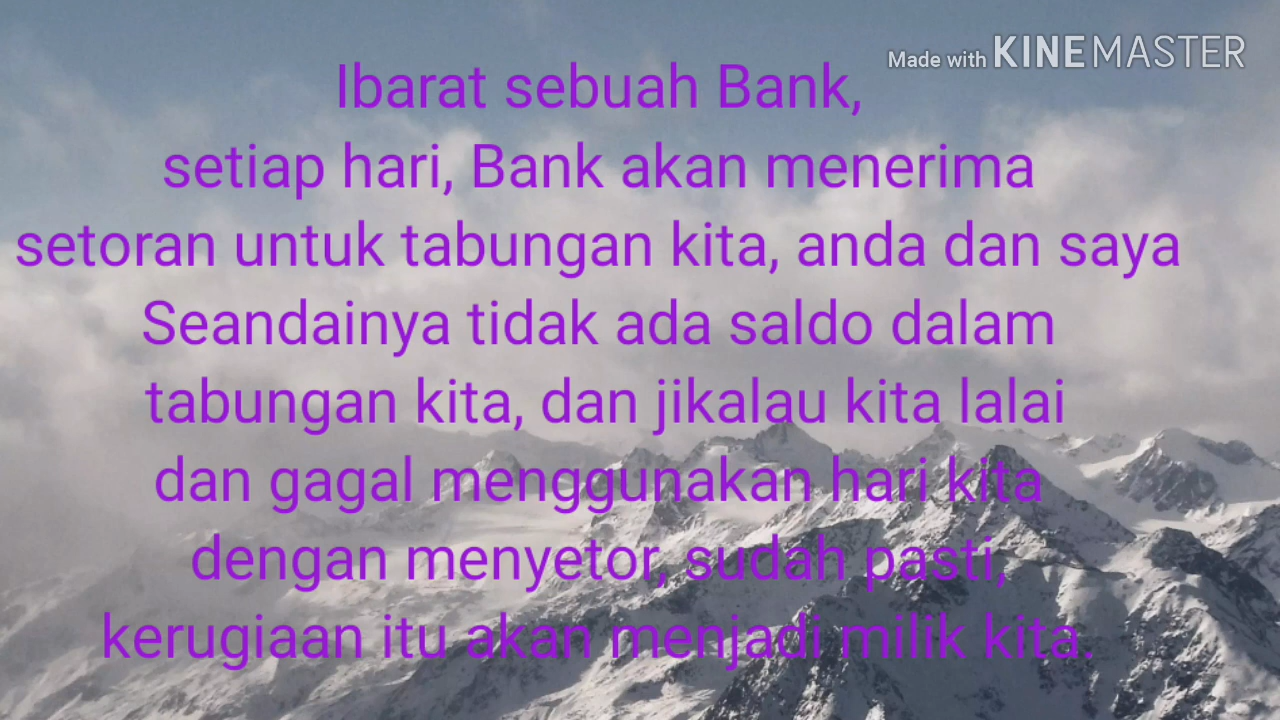 Made with KINEMASTER
Ibarat sebuah Bank,
setiap hari, Bank akan menerima
setoran untuk tabungan kita, anda dan saya
Seandainya tidak ada saldo dalam
tabungan kita, dan jikalau kita lalai
dan gagal menggunakan hari kita
dengan menyetor, sudah pasti,
kerugiaan itu akan menjadi milik kita.